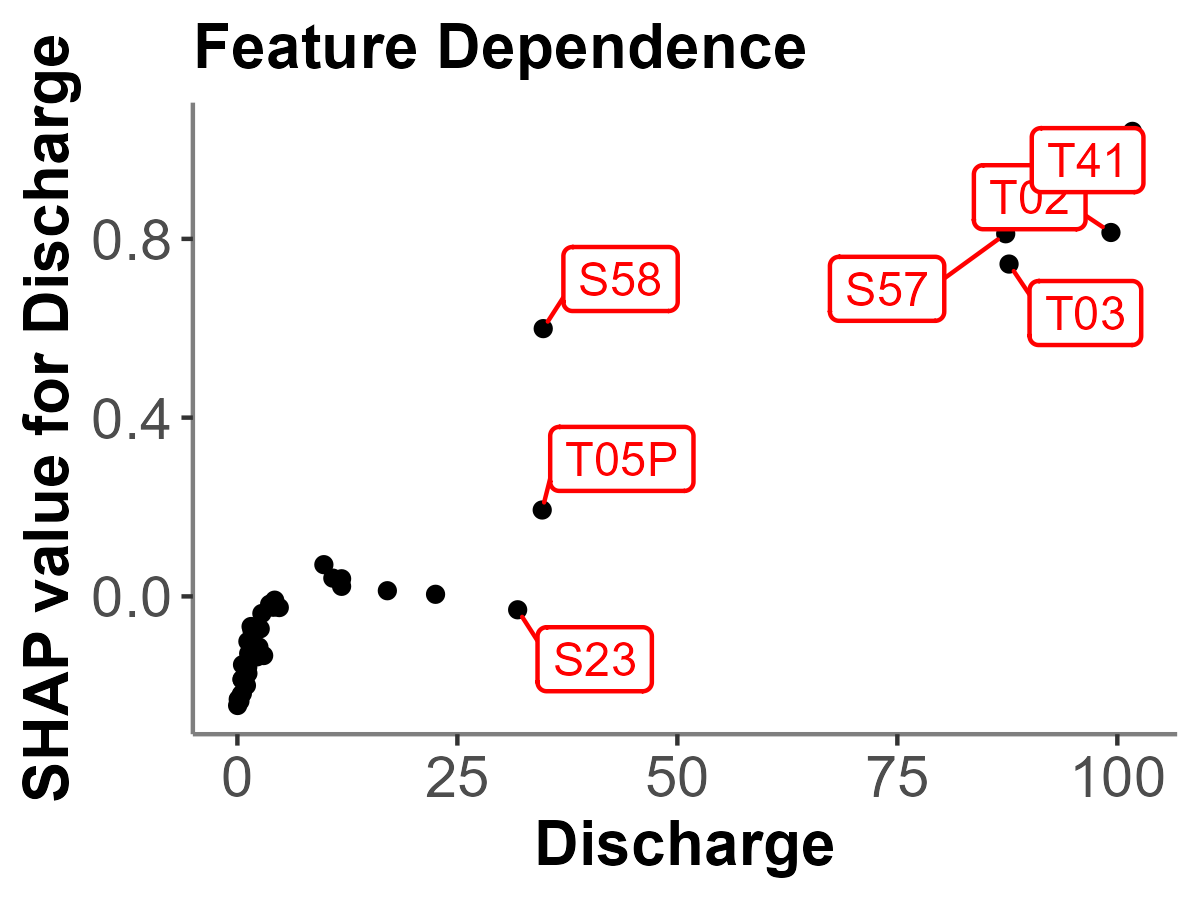 Feature Dependence
SHAP value for Discharge
0.8
0.4
0.0
T41
T02
S58
S57
T03
T05P
S23
0
25
50
75
100
Discharge